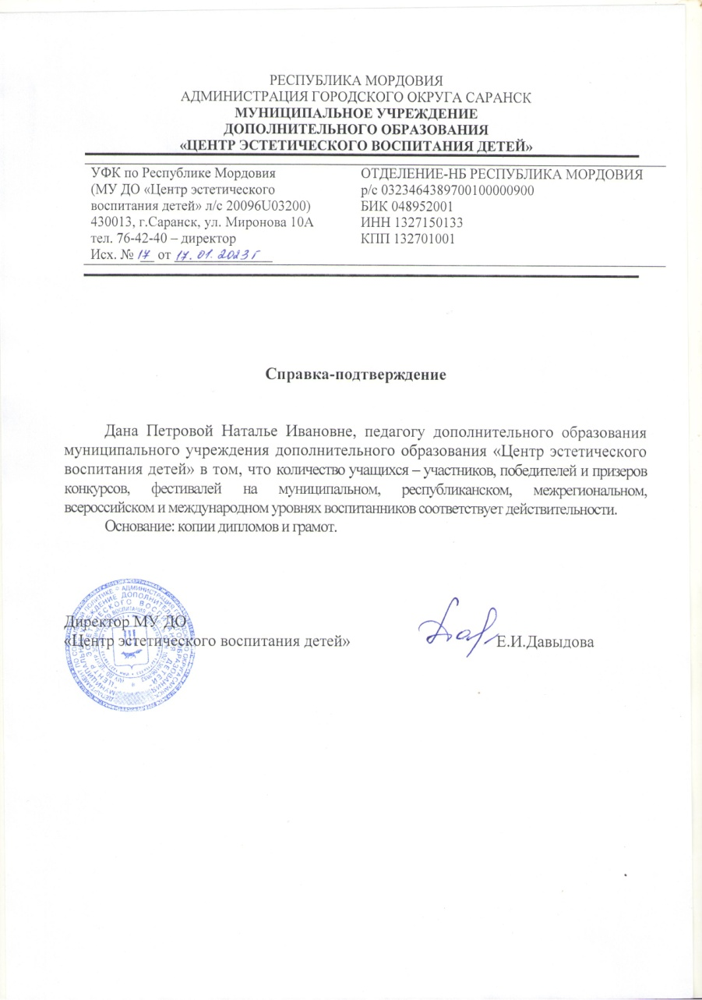 РЕСПУБЛИКА МОРДОВИЯ
АДМИНИСТРАЦИЯ ГОРОДСКОГО ОКРУГА САРАНСК
МУНИЦИПАЛЬНОЕ УЧРЕЖДЕНИЕ
ДОПОЛНИТЕЛЬНОГО ОБРАЗОВАНИЯ
«ЦЕНТР ЭСТЕТИЧЕСКОГО ВОСПИТАНИЯ ДЕТЕЙ»
УФК по Республике Мордовия
(МУ ДО «Центр эстетического
воспитания детей» л/с 20096U03200)
430013, г.Саранск, ул. Миронова 10А
тел. 76-42-40 – директор
Исх. № 17 от 17.01.2023г
ОТДЕЛЕНИЕ-НБ РЕСПУБЛИКА МОРДОВИЯ
р/с 0323464389700100000900
БИК 048952001
ИНН 1327150133
КПП 132701001
Справка-подтверждение
Дана Петровой Наталье Ивановне, педагогу дополнительного образования
муниципального учреждения дополнительного образования «Центр эстетического
воспитания детей» в том, что количество учащихся – участников, победителей и призеров
конкурсов, фестивалей на муниципальном, республиканском, межрегиональном,
всероссийском и международном уровнях воспитанников соответствует действительности.
Основание: копии дипломов и грамот.
Директор МУ ДО
«Центр эстетического воспитания детей»
Е.И.Давыдова